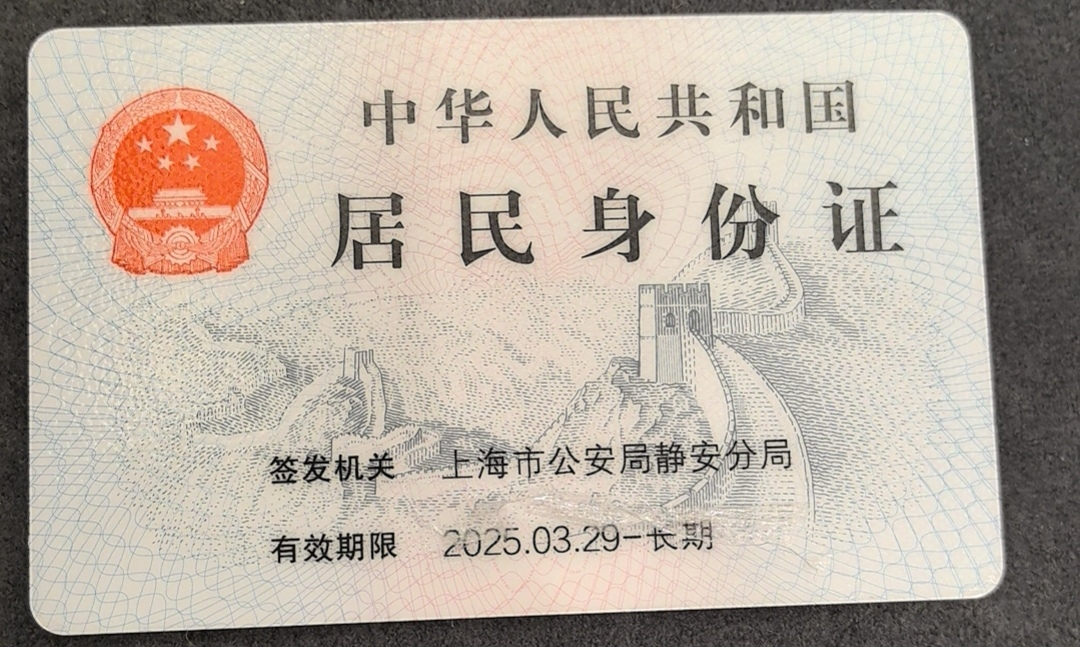 中华人民共和国
居民身份证
签发机关 上海市公安局静安分局
有效期限 2025.03.29-长期